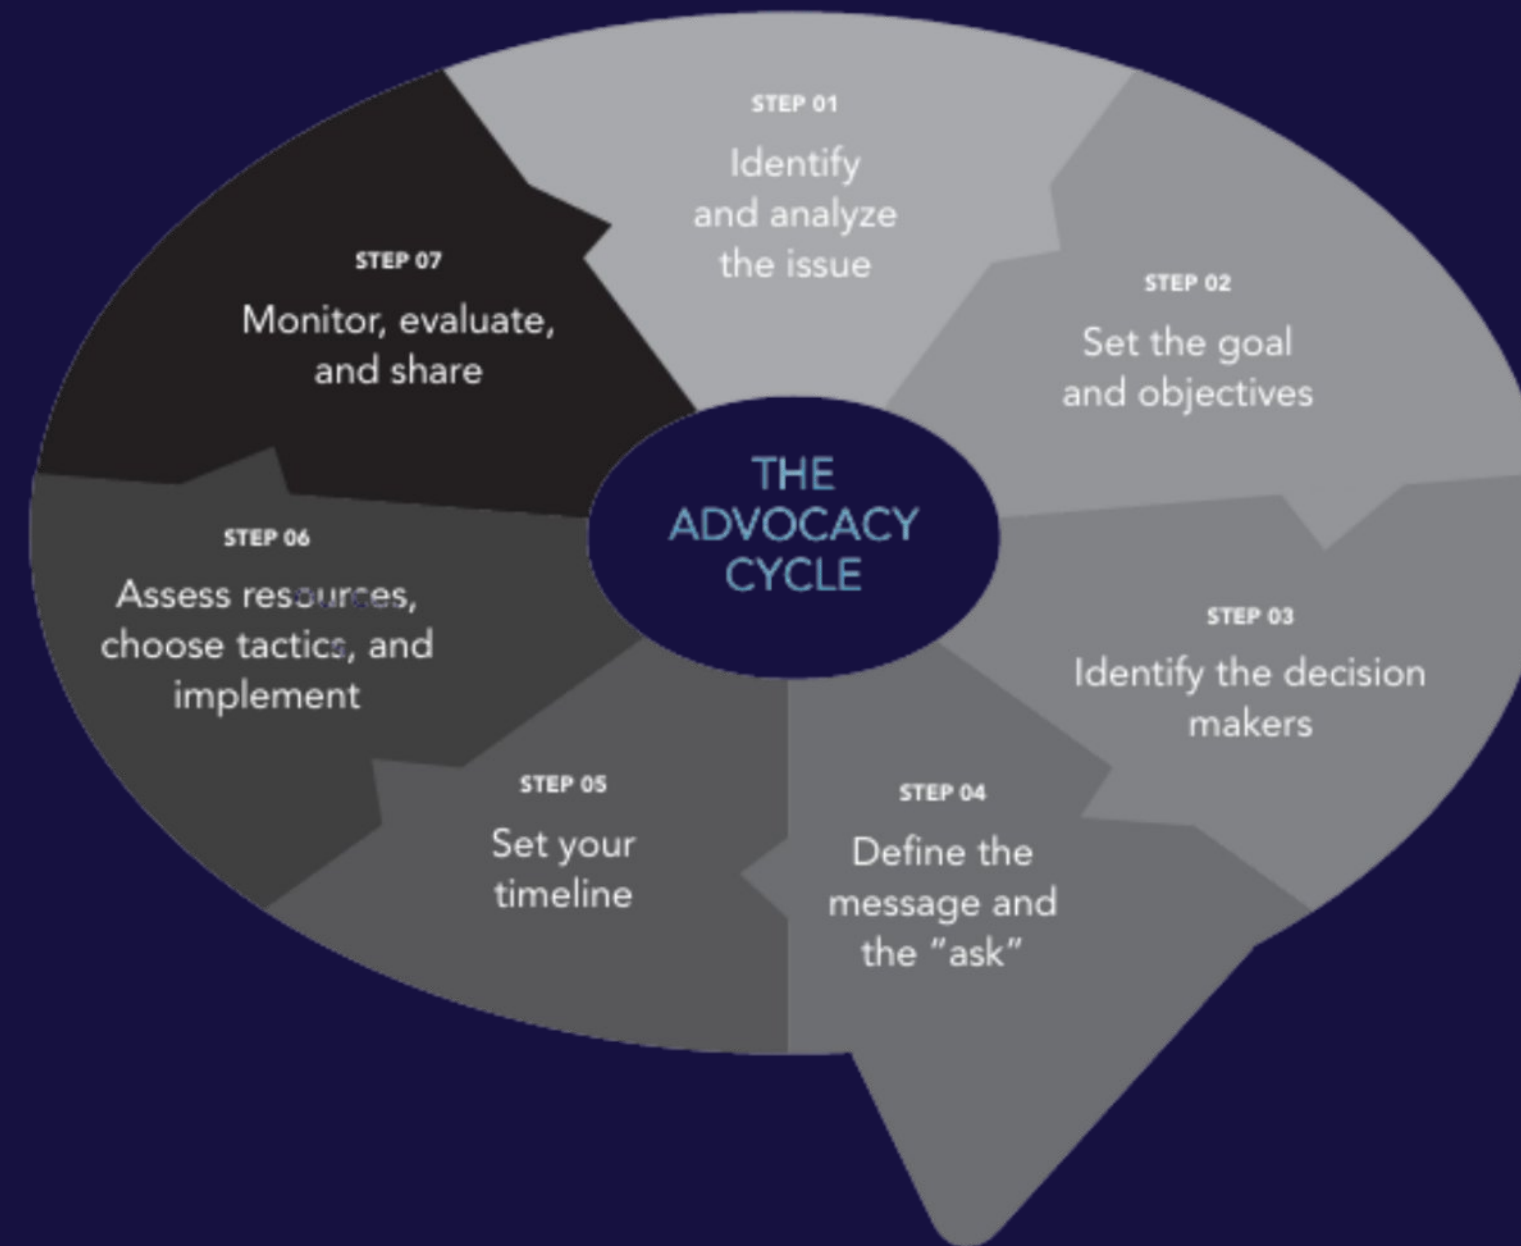 STEP 01
Identify
and analyze
the issue
STEP 02
Set the goal
and objectives
STEP 03
Identify the decision
makers
STEP 04
Define the
message and
the “ask”
STEP 05
Set your
timeline
STEP 06
Assess resources,
choose tactics, and
implement
STEP 07
Monitor, evaluate,
and share
THE
ADVOCACY
CYCLE